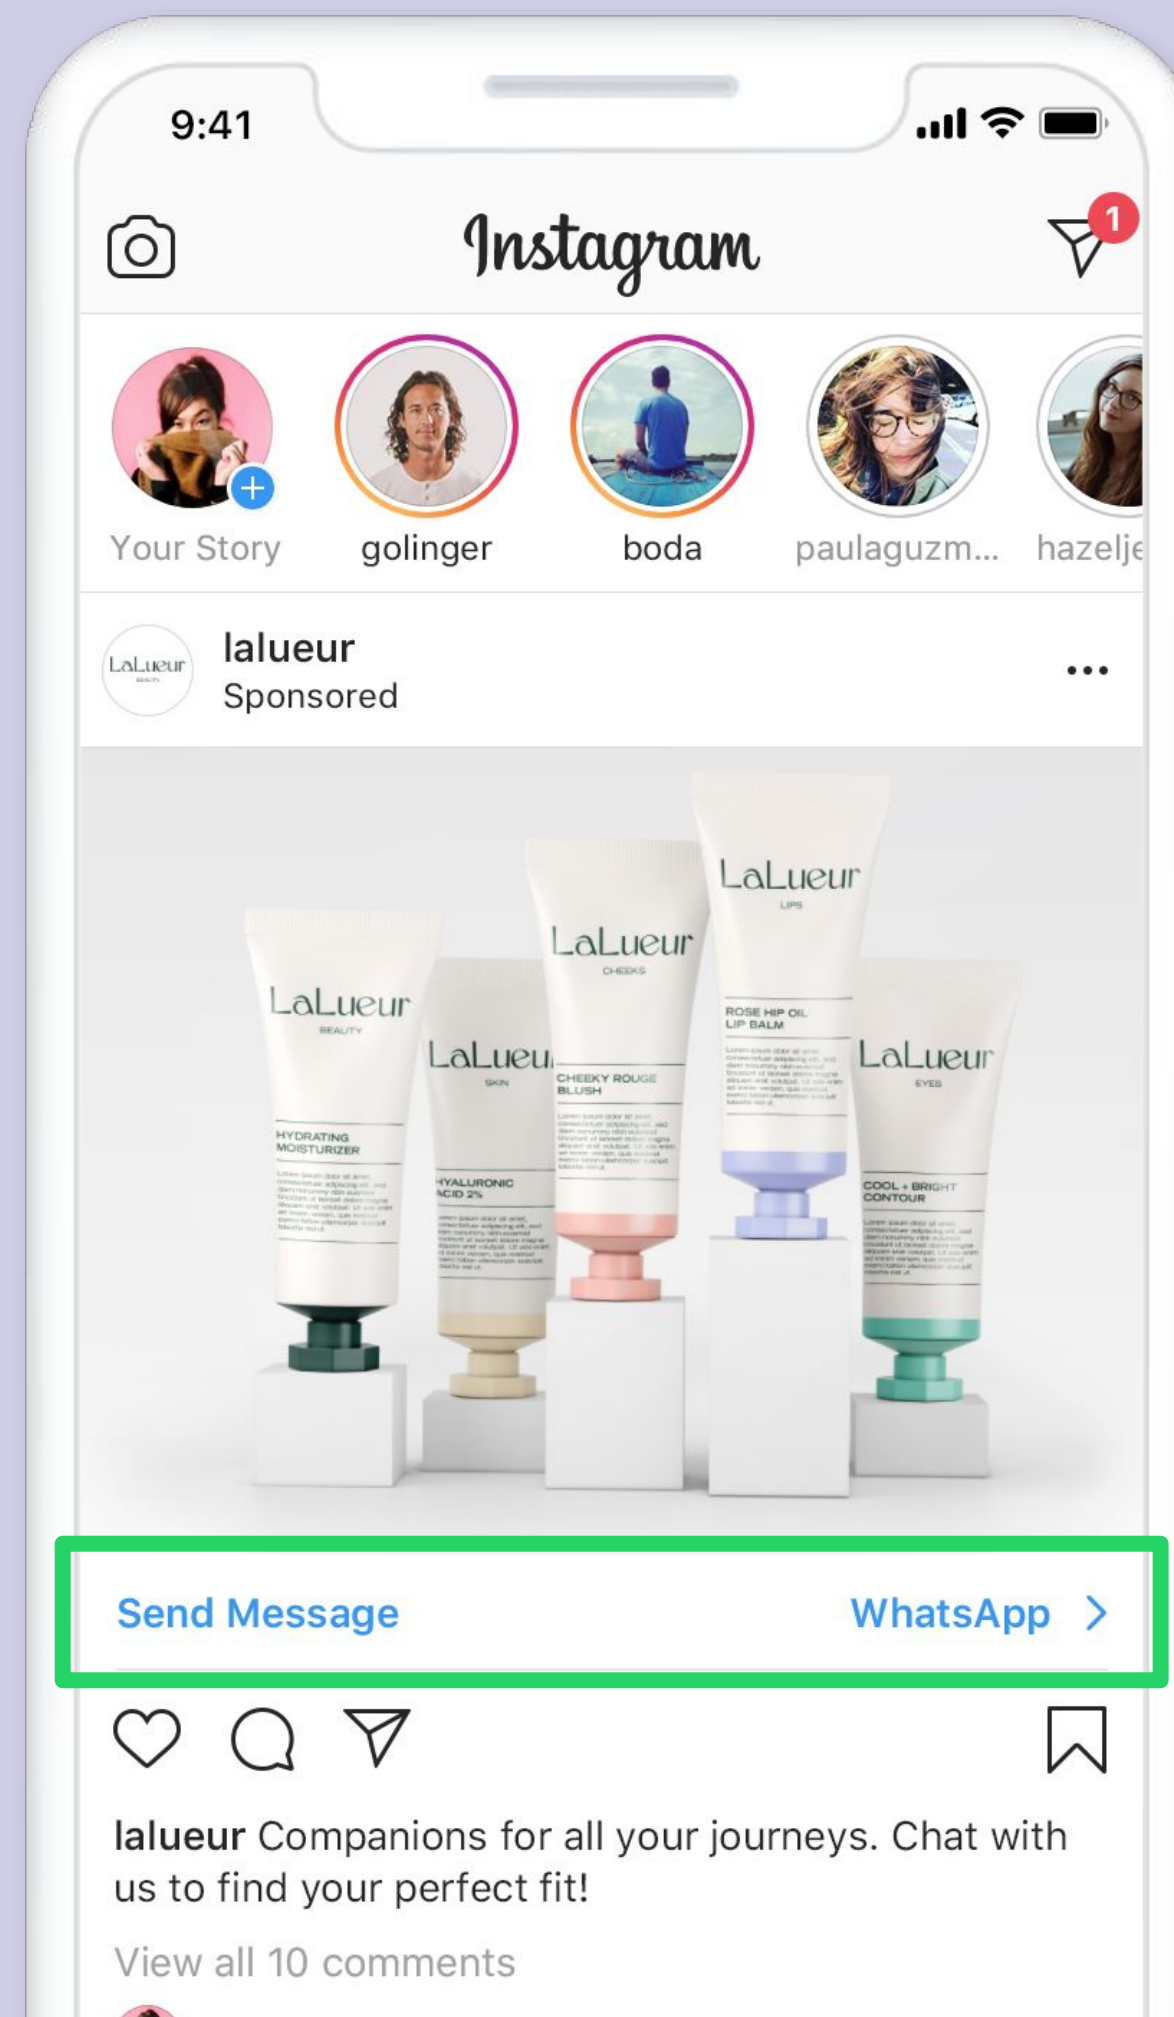 9:41
Instagram
1
Your Story
golinger
boda
paulaguzm...
hazelje
LaLueur
BEAUTY
lalueur
Sponsored
LaLueur
LIPS
ROSE HIP OIL
LIP BALM
LaLueur
CHEEKS
CHEEKY ROUGE
BLUSH
LaLueur
BEAUTY
HYDRATING
MOISTURIZER
LaLueu
SKIN
HYALURONIC
ACID 2%
LaLueur
EYES
COOL + BRIGHT
CONTOUR
Send Message
WhatsApp
lalueur Companions for all your journeys. Chat with
us to find your perfect fit!
View all 10 comments